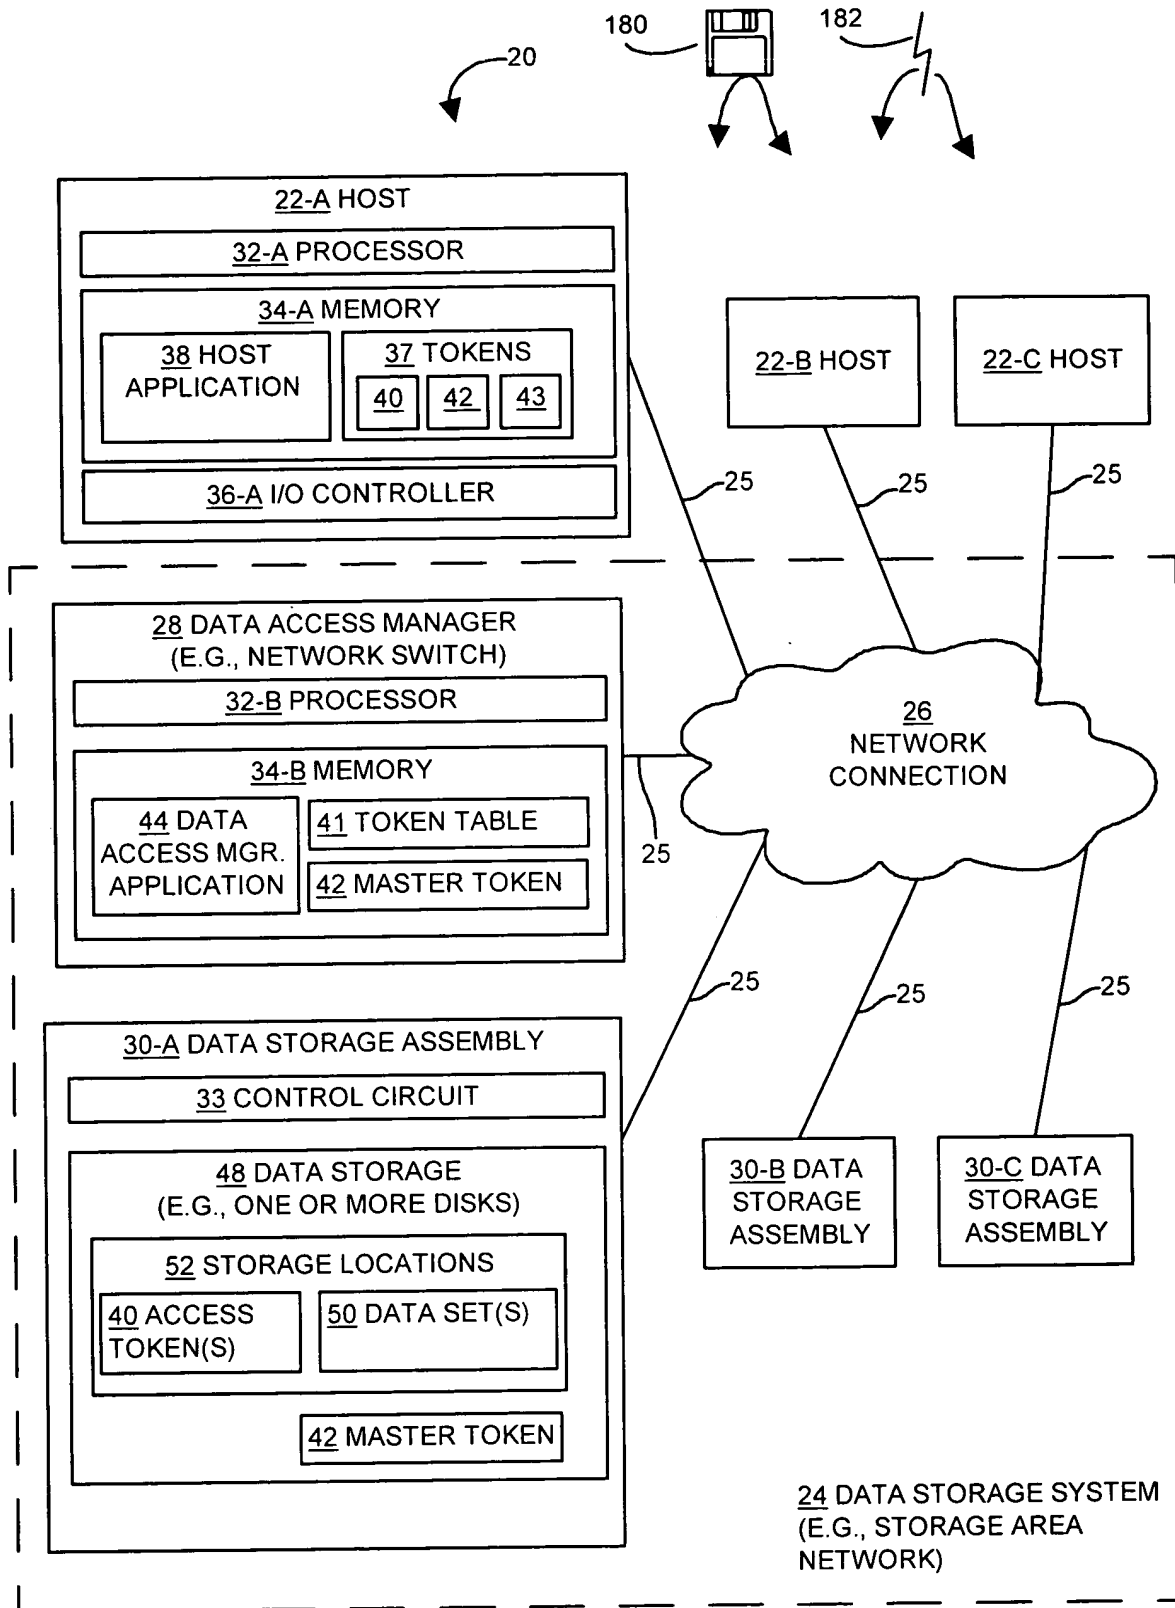 180
182
20
22-A HOST
32-A PROCESSOR
34-A MEMORY
38 HOST
APPLICATION
37 TOKENS
40
42
43
36-A I/O CONTROLLER
22-B HOST
22-C HOST
25
25
25
28 DATA ACCESS MANAGER
(E.G., NETWORK SWITCH)
32-B PROCESSOR
34-B MEMORY
44 DATA
ACCESS MGR.
APPLICATION
41 TOKEN TABLE
42 MASTER TOKEN
25
26
NETWORK
CONNECTION
25
25
25
30-A DATA STORAGE ASSEMBLY
33 CONTROL CIRCUIT
48 DATA STORAGE
(E.G., ONE OR MORE DISKS)
52 STORAGE LOCATIONS
40 ACCESS
TOKEN(S)
50 DATA SET(S)
42 MASTER TOKEN
30-B DATA
STORAGE
ASSEMBLY
30-C DATA
STORAGE
ASSEMBLY
24 DATA STORAGE SYSTEM
(E.G., STORAGE AREA
NETWORK)